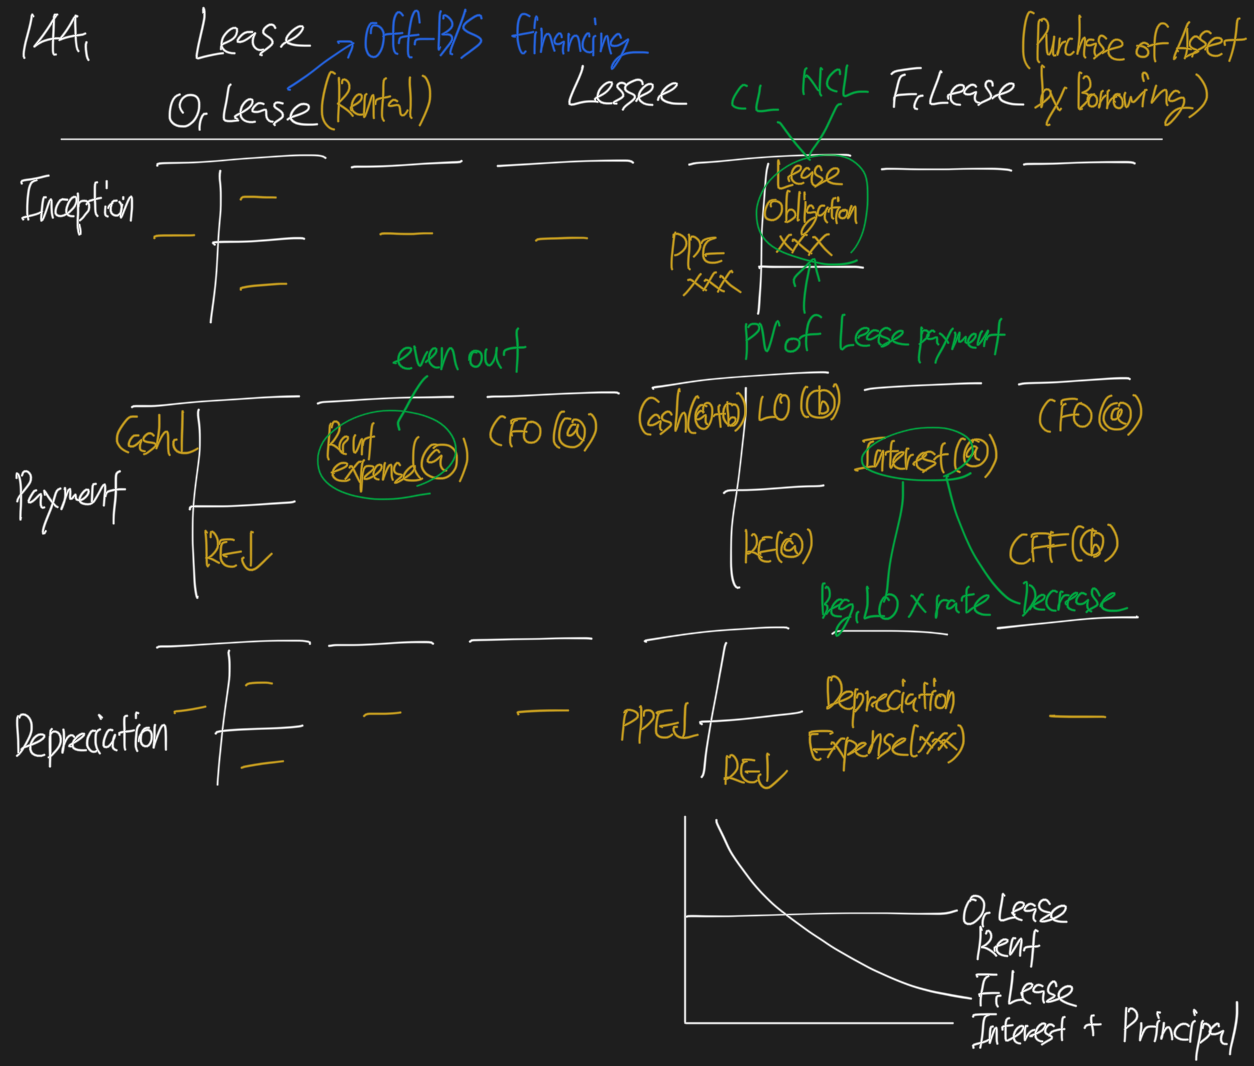 144. Lease
Off-B/S financing
O. Lease (Rental)
Lessee
F. Lease (Purchase of Asset
by Borrowing)
CL NCL
Inception
Lease
Obligation
XXX
PPE
XXX
PV of Lease payment
even out
Payment
Cash↓
Rent
expense(a)
CFO (a)
RE↓
Cash(a+b)
LO (b)
Interest(a)
CFO(a)
RE(a)
CFF(b)
Beg. LO x rate
Decrease
Depreciation
PPE↓
RE↓
Depreciation
Expense(xxx)
O. Lease
Rent
F. Lease
Interest + Principal